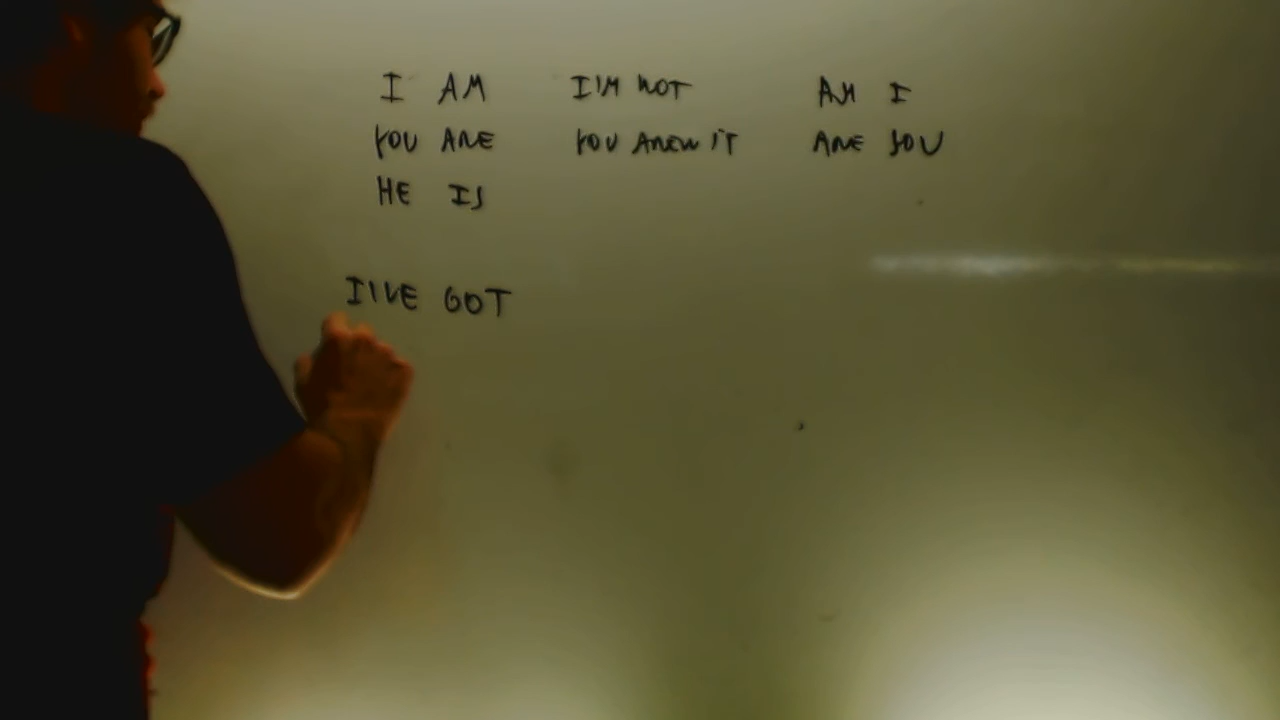 I AM I'M NOT AM I
YOU ARE YOU AREN'T ARE YOU
HE IS
I'VE GOT